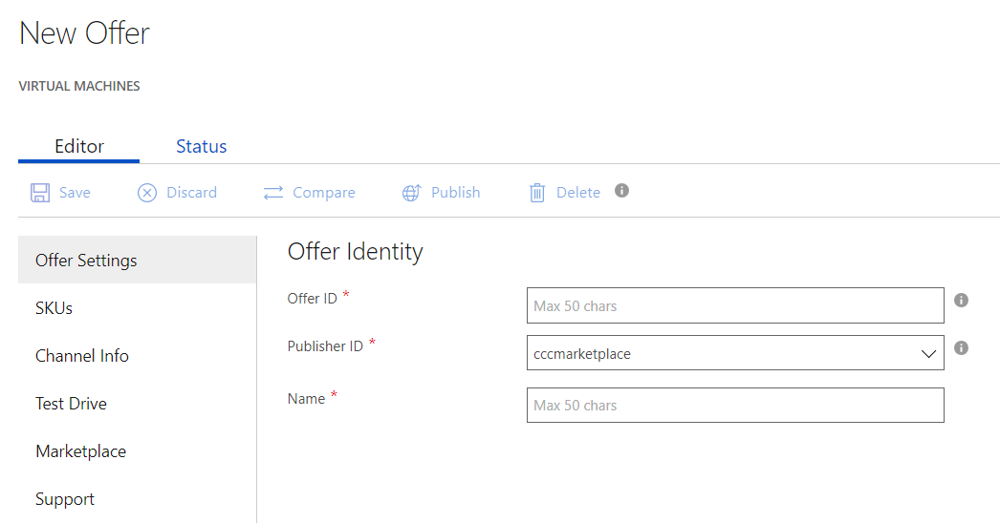 New Offer
VIRTUAL MACHINES
Editor Status
Save Discard Compare Publish Delete
Offer Settings
SKUs
Channel Info
Test Drive
Marketplace
Support
Offer Identity
Offer ID *
Max 50 chars
Publisher ID *
cccmarketplace
Name *
Max 50 chars